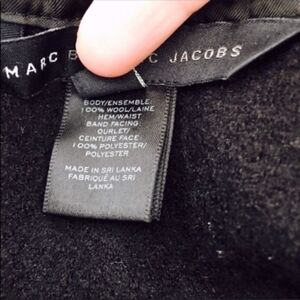 MARC B C JACOBS
BODY/ENSEMBLE:
100% WOOL/LAINE
HEM/WAIST
BAND FACING:
OURLET/
CEINTURE FACE:
100% POLYESTER/
POLYESTER
MADE IN SRI LANKA
FABRIQUÉ AU SRI
LANKA